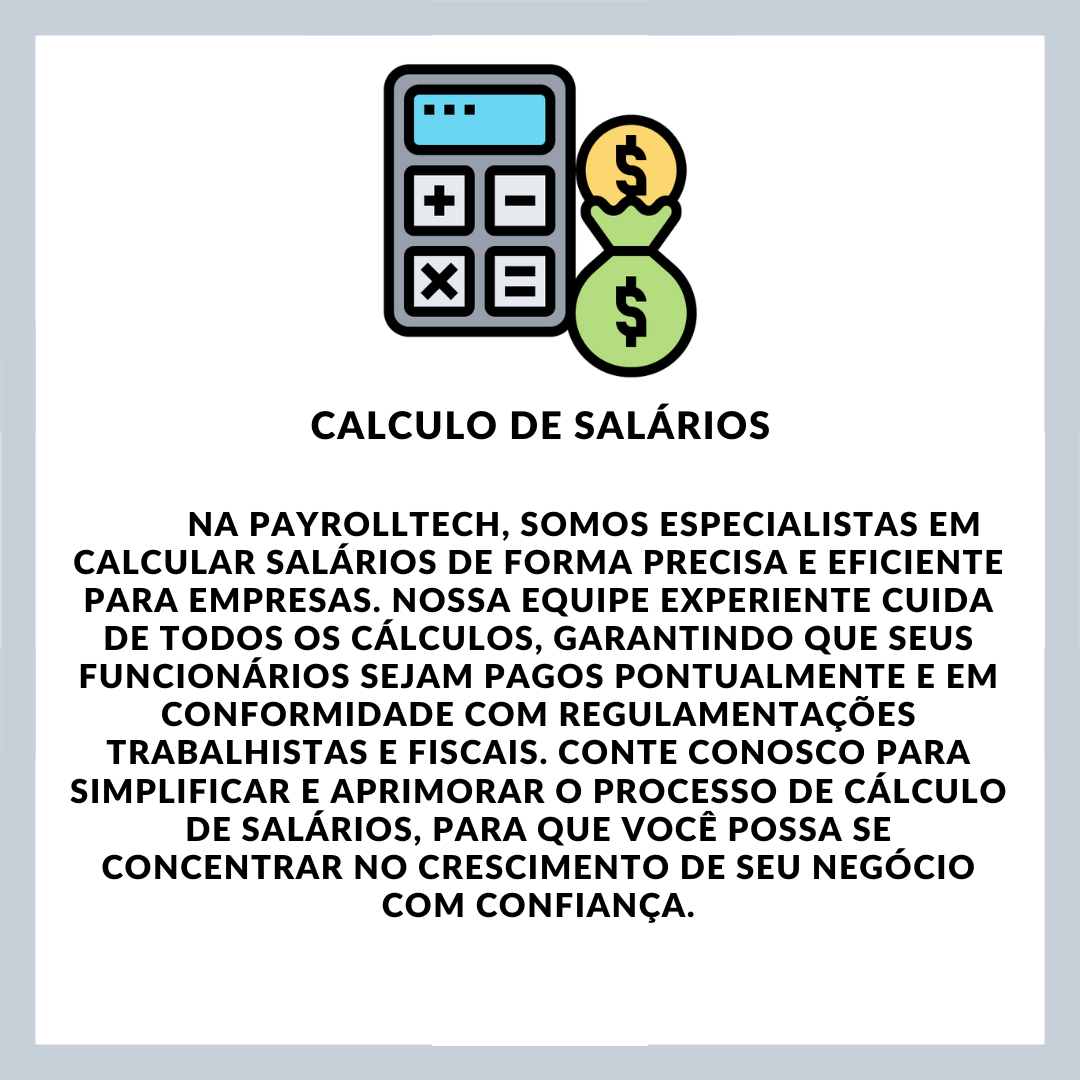 CALCULO DE SALÁRIOS
NA PAYROLLTECH, SOMOS ESPECIALISTAS EM
CALCULAR SALÁRIOS DE FORMA PRECISA E EFICIENTE
PARA EMPRESAS. NOSSA EQUIPE EXPERIENTE CUIDA
DE TODOS OS CÁLCULOS, GARANTINDO QUE SEUS
FUNCIONÁRIOS SEJAM PAGOS PONTUALMENTE E EM
CONFORMIDADE COM REGULAMENTAÇÕES
TRABALHISTAS E FISCAIS. CONTE CONOSCO PARA
SIMPLIFICAR E APRIMORAR O PROCESSO DE CÁLCULO
DE SALÁRIOS, PARA QUE VOCÊ POSSA SE
CONCENTRAR NO CRESCIMENTO DE SEU NEGÓCIO
COM CONFIANÇA.